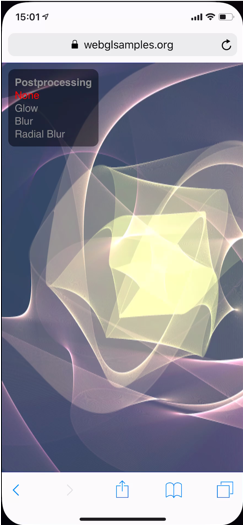 15:01
webglsamples.org
Postprocessing
None
Glow
Blur
Radial Blur